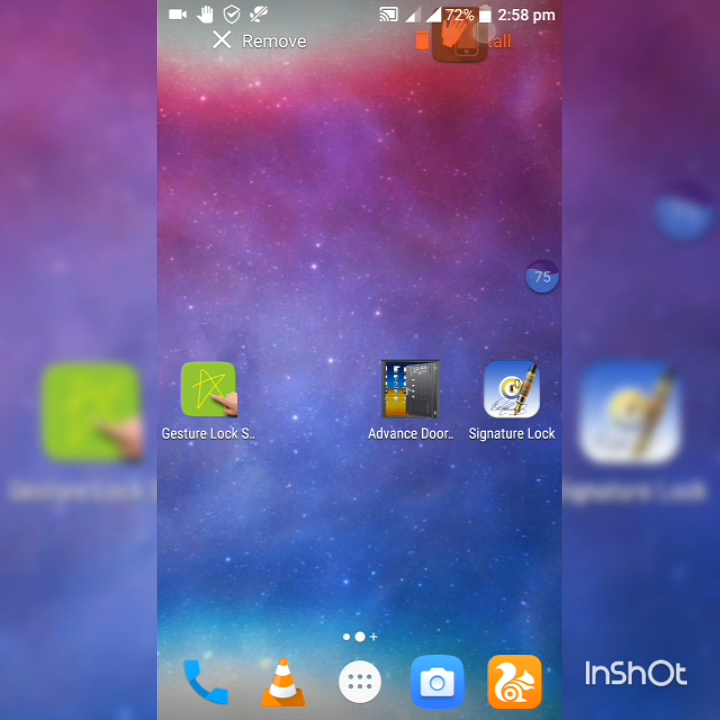 72% 2:58 pm
Remove
75
Gesture Lock S..
Advance Door..
Signature Lock
InShOt